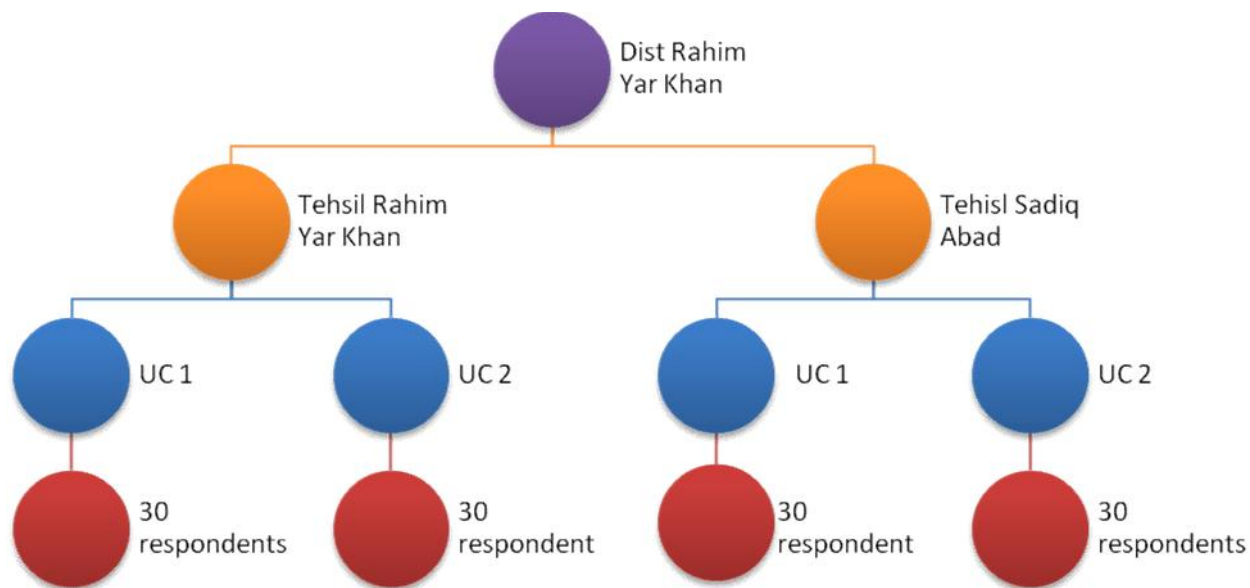 Dist Rahim
Yar Khan
Tehsil Rahim
Yar Khan
Tehisl Sadiq
Abad
UC 1
UC 2
UC 1
UC 2
30
respondents
30
respondent
30
respondent
30
respondents